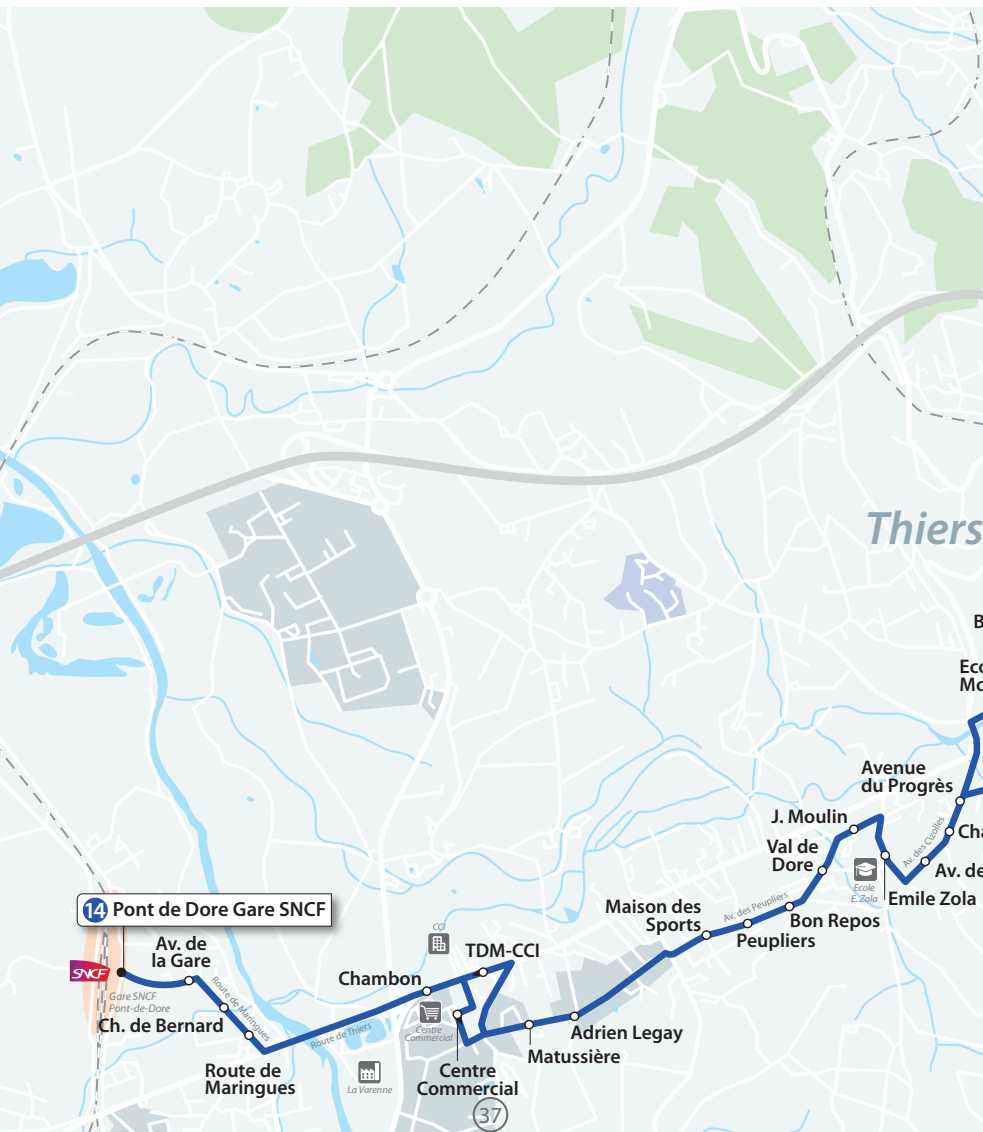 Thiers
B
Eco
Mo
Avenue
du Progrès
J. Moulin
Cha
Av. des Cizolles
Val de
Dore
Av. de
Ecole
E. Zola
Emile Zola
Maison des
Sports
Av. des Peupliers
Bon Repos
Peupliers
14 Pont de Dore Gare SNCF
CCI
TDM-CCI
Av. de
la Gare
SNCF
Chambon
Gare SNCF
Pont-de-Dore
Route de Maringues
Ch. de Bernard
Route de Thiers
Centre
Commercial
Adrien Legay
Matussière
Route de
Maringues
La Varenne
Centre
Commercial
37